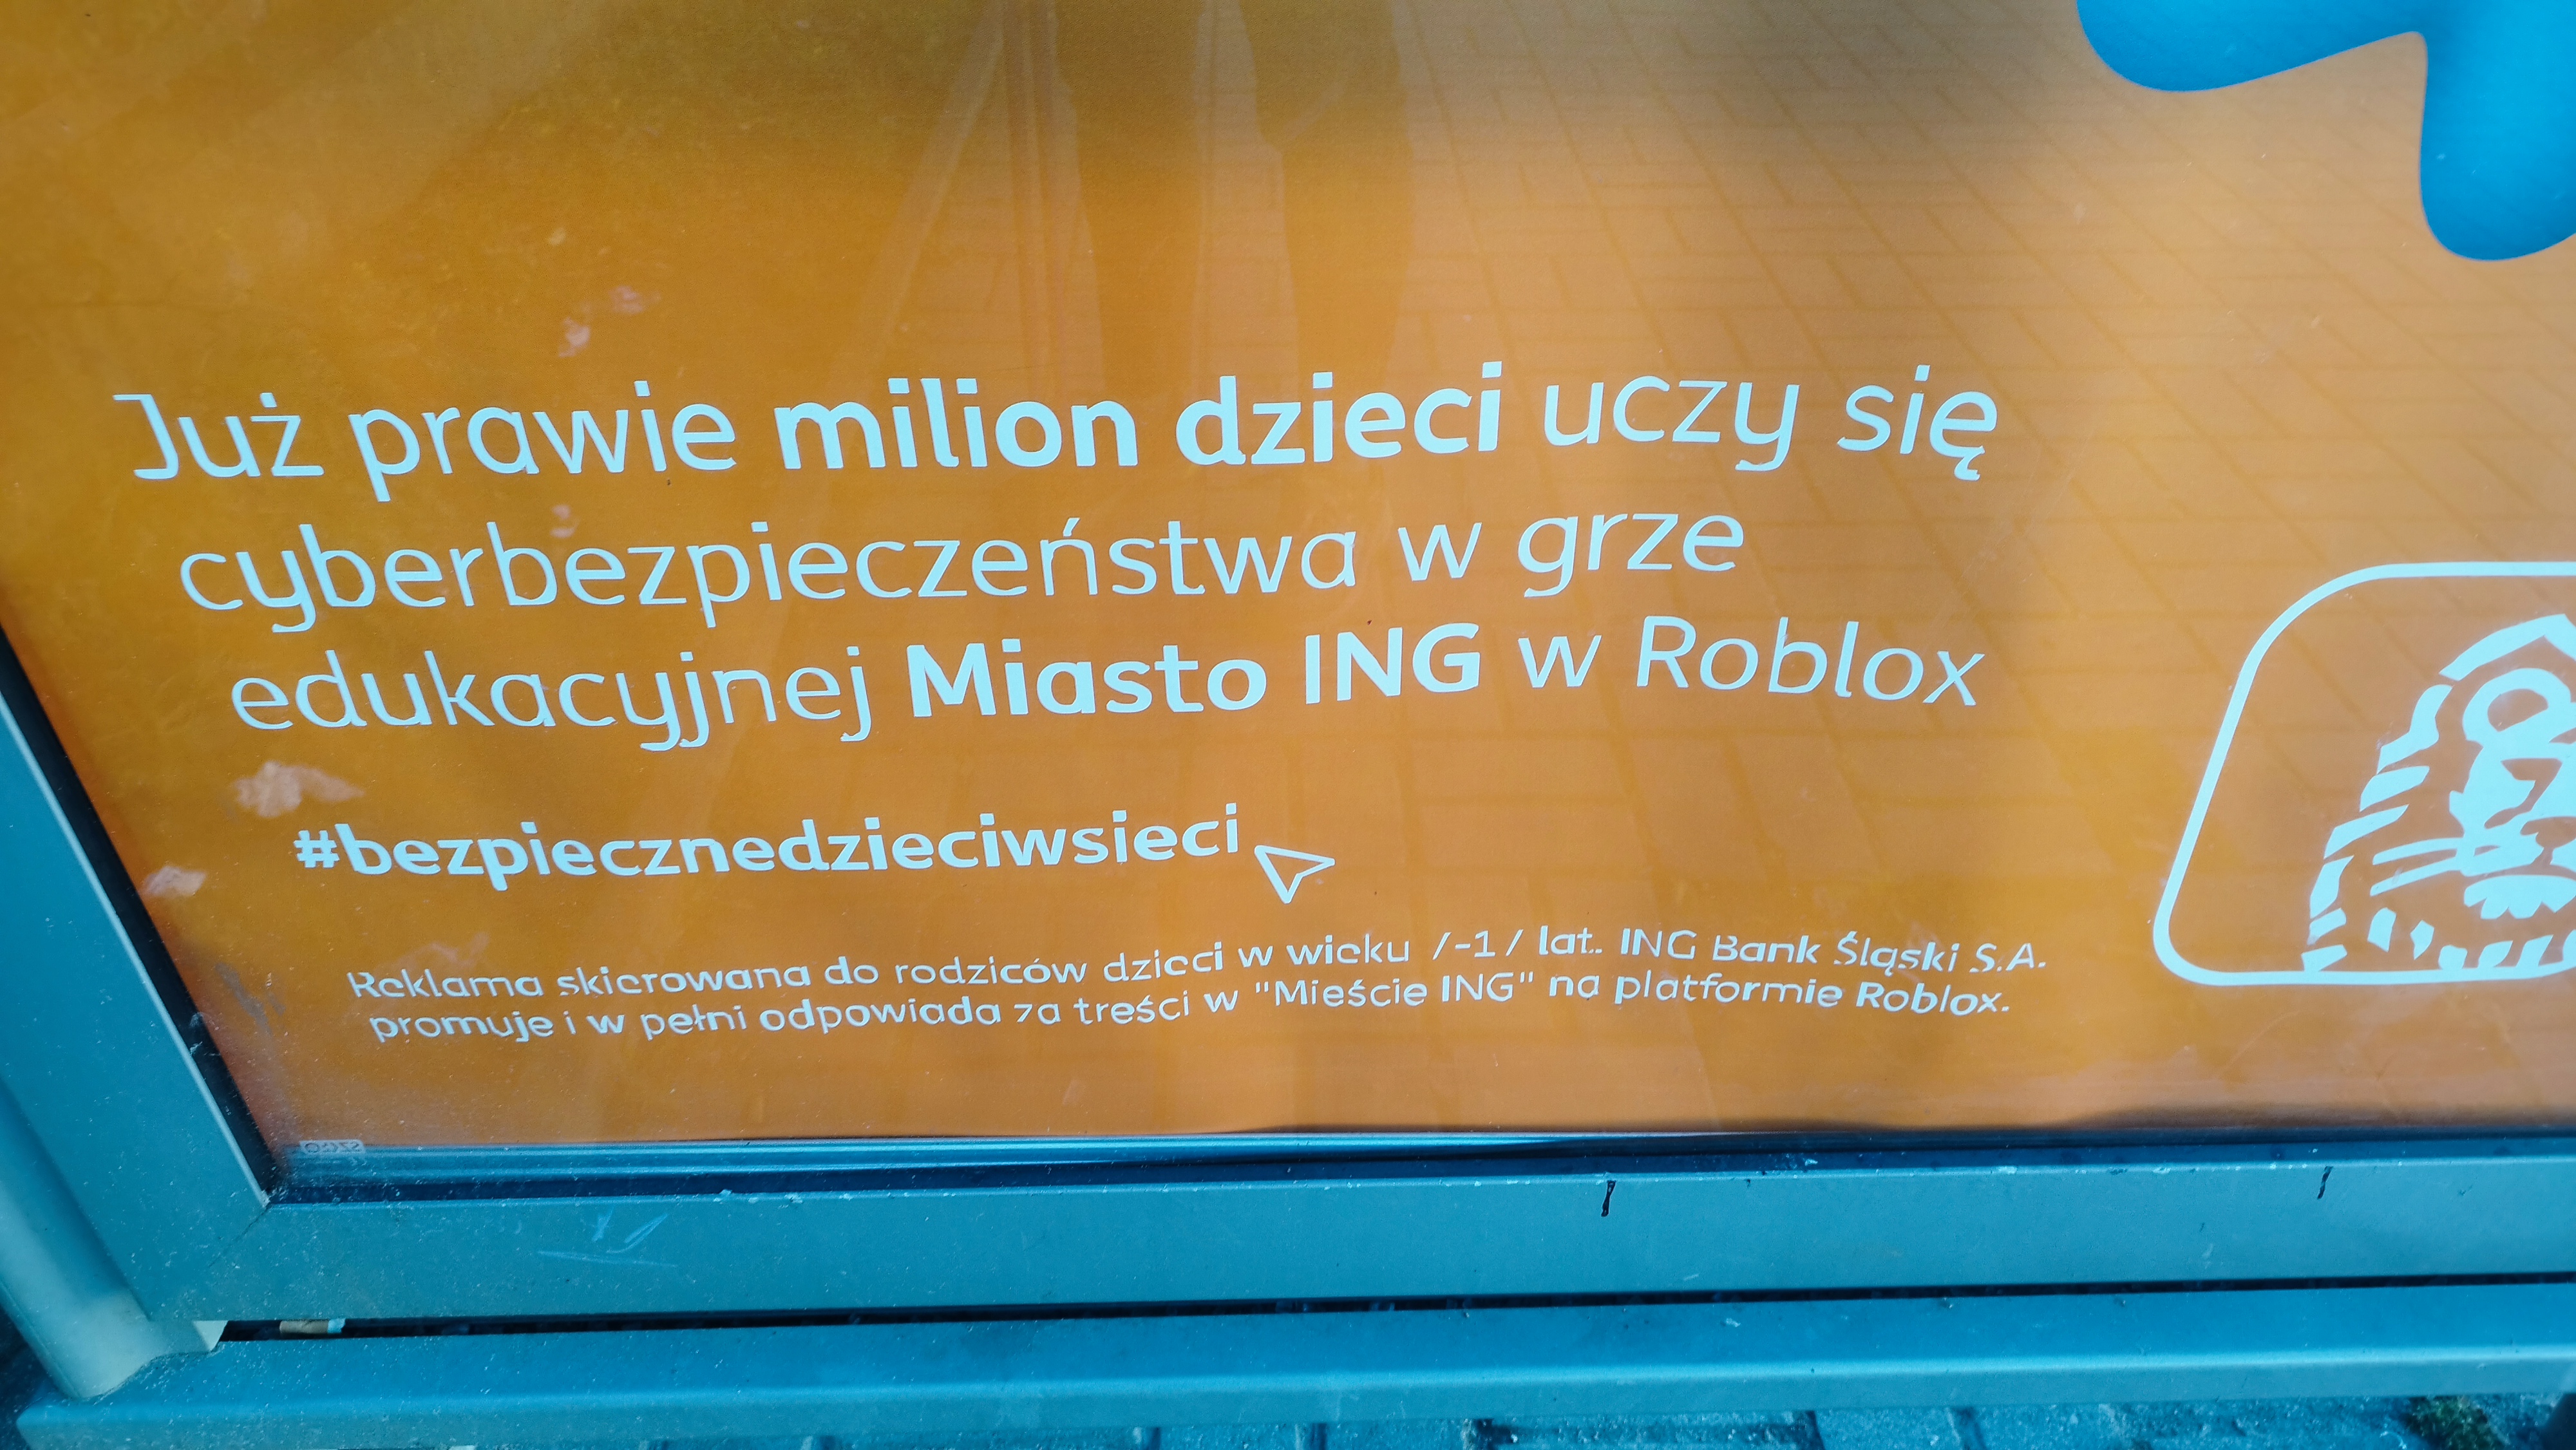 Już prawie milion dzieci uczy się
cyberbezpieczeństwa w grze
edukacyjnej Miasto ING w Roblox
#bezpiecznedzieciwsieci
Reklama skierowana do rodziców dzieci w wieku lat. ING Bank Śląski S.A.
promuje i w pełni odpowiada za treści w "Mieście ING" na platformie Roblox.